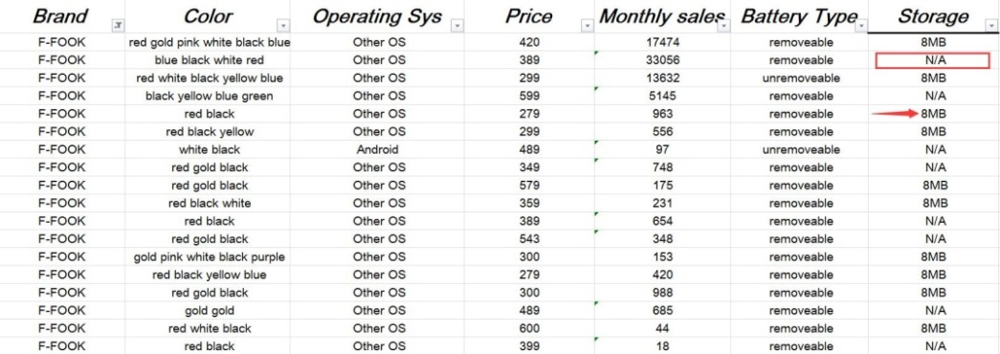 Brand Color Operating Sys Price Monthly sales Battery Type Storage
F-FOOK red gold pink white black blue Other OS 420 17474 removeable 8MB
F-FOOK blue black white red Other OS 389 33056 removeable N/A
F-FOOK red white black yellow blue Other OS 299 13632 unremoveable 8MB
F-FOOK black yellow blue green Other OS 599 5145 removeable N/A
F-FOOK red black Other OS 279 963 removeable 8MB
F-FOOK red black yellow Other OS 299 556 removeable 8MB
F-FOOK white black Android 489 97 unremoveable N/A
F-FOOK red gold black Other OS 349 748 removeable N/A
F-FOOK red gold black Other OS 579 175 removeable 8MB
F-FOOK red black white Other OS 359 231 removeable 8MB
F-FOOK red black Other OS 389 654 removeable N/A
F-FOOK red gold black Other OS 543 348 removeable N/A
F-FOOK gold pink white black purple Other OS 300 153 removeable 8MB
F-FOOK red black yellow blue Other OS 279 420 removeable 8MB
F-FOOK red gold black Other OS 300 988 removeable 8MB
F-FOOK gold gold Other OS 489 685 removeable N/A
F-FOOK red white black Other OS 600 44 removeable 8MB
F-FOOK red black Other OS 399 18 removeable N/A